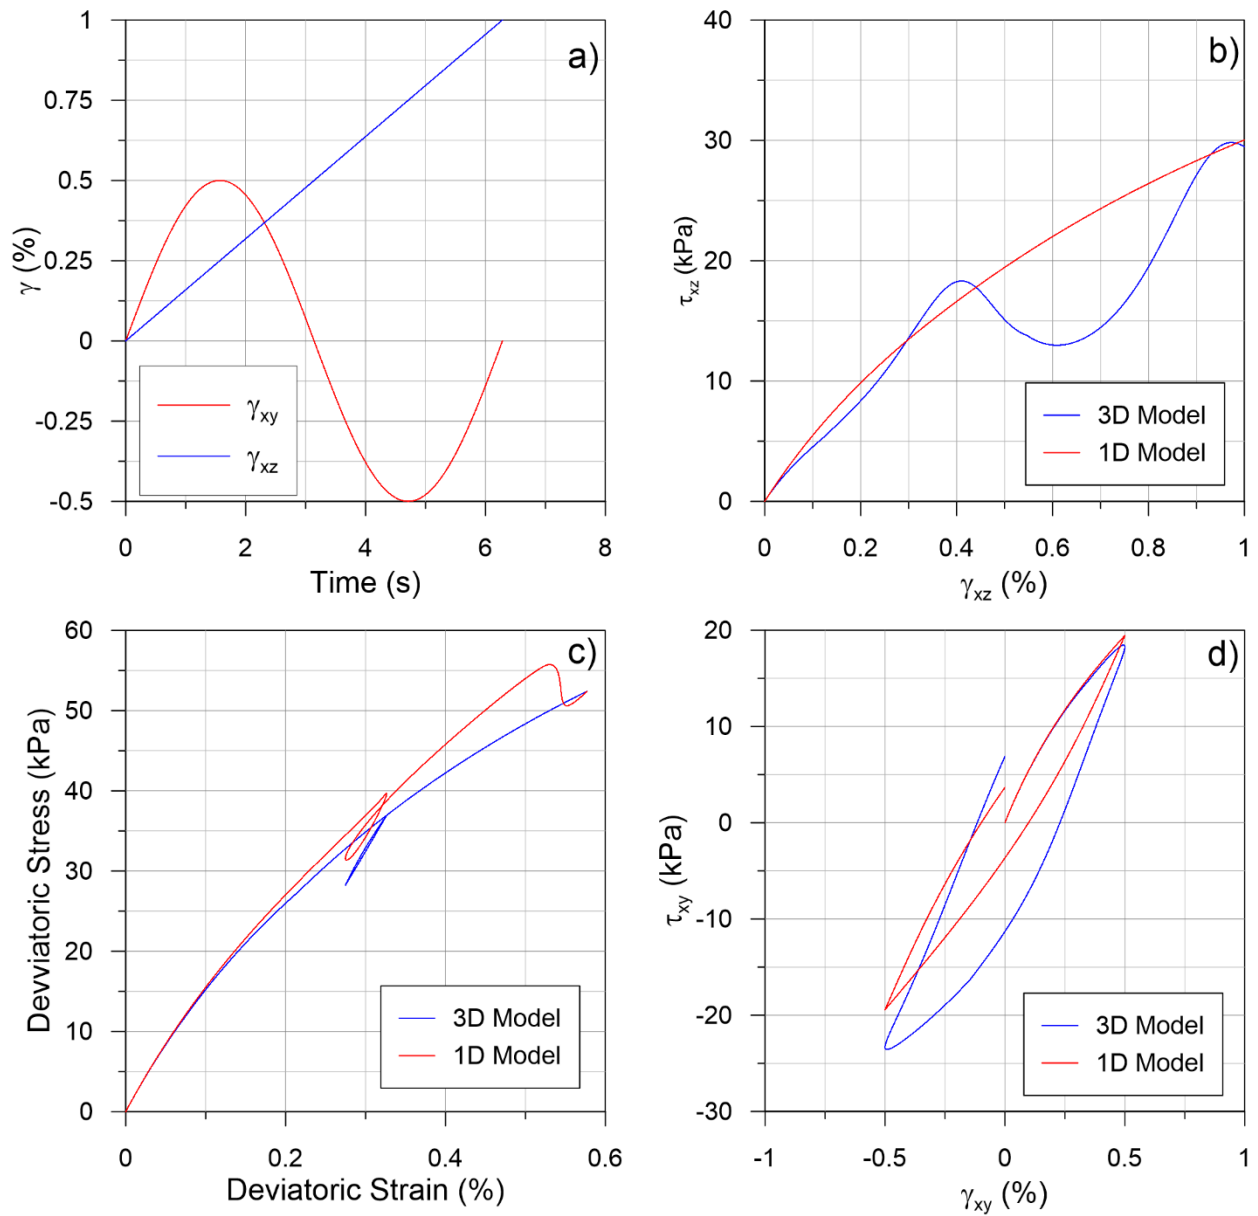 a)
1
0.75
0.5
0.25
0
-0.25
-0.5
γ (%)
γxy
γxz
0 2 4 6 8
Time (s)
b)
40
30
20
10
0
τxz (kPa)
3D Model
1D Model
0 0.2 0.4 0.6 0.8 1
γxz (%)
c)
60
50
40
30
20
10
0
Devviatoric Stress (kPa)
3D Model
1D Model
0 0.2 0.4 0.6
Deviatoric Strain (%)
d)
20
10
0
-10
-20
-30
τxy (kPa)
3D Model
1D Model
-1 -0.5 0 0.5 1
γxy (%)